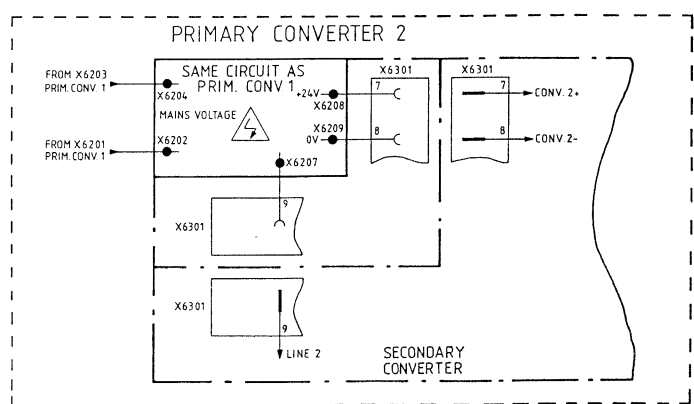 PRIMARY CONVERTER 2
FROM X6203
PRIM. CONV 1
X6204
SAME CIRCUIT AS
PRIM. CONV 1
MAINS VOLTAGE
+24V
X6208
X6209
0V
X6207
FROM X6201
PRIM.CONV 1
X6202
X6301
7
8
X6301
7
8
CONV. 2+
CONV. 2-
X6301
9
X6301
9
LINE 2
SECONDARY
CONVERTER